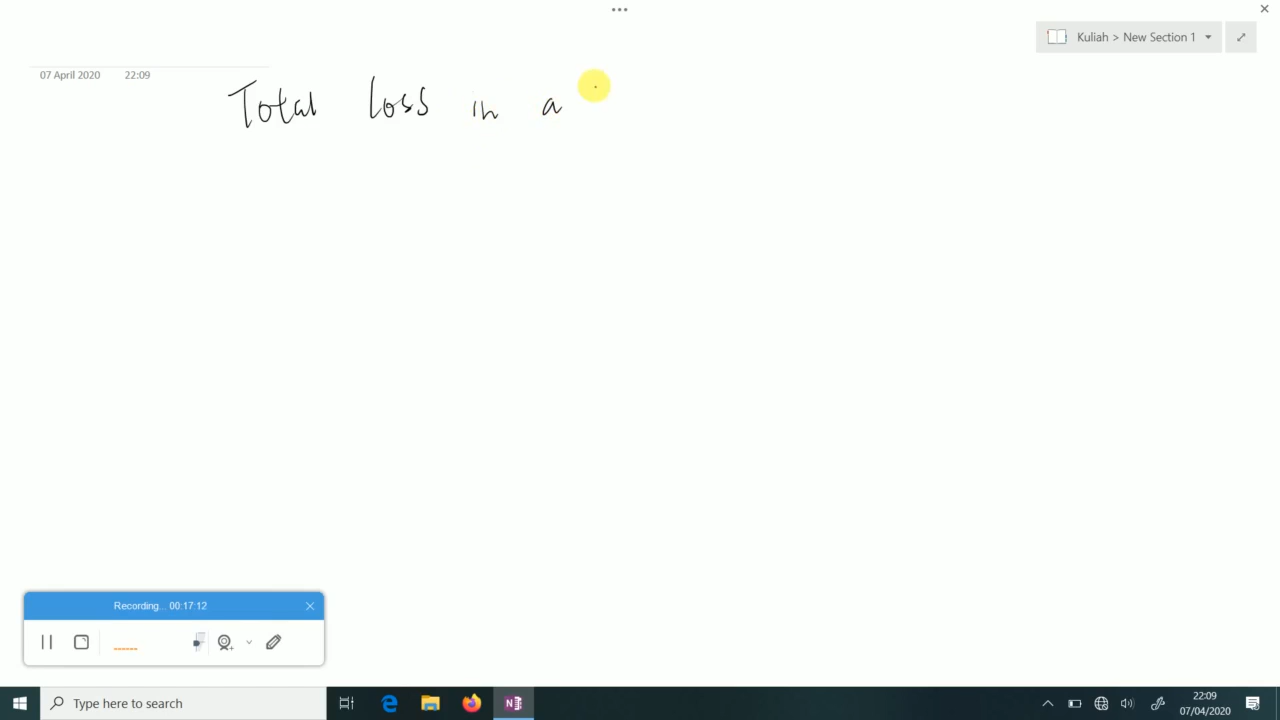 Kuliah > New Section 1
07 April 2020 22:09
Total loss in a
Recording... 00:17:12
Type here to search
22:09
07/04/2020